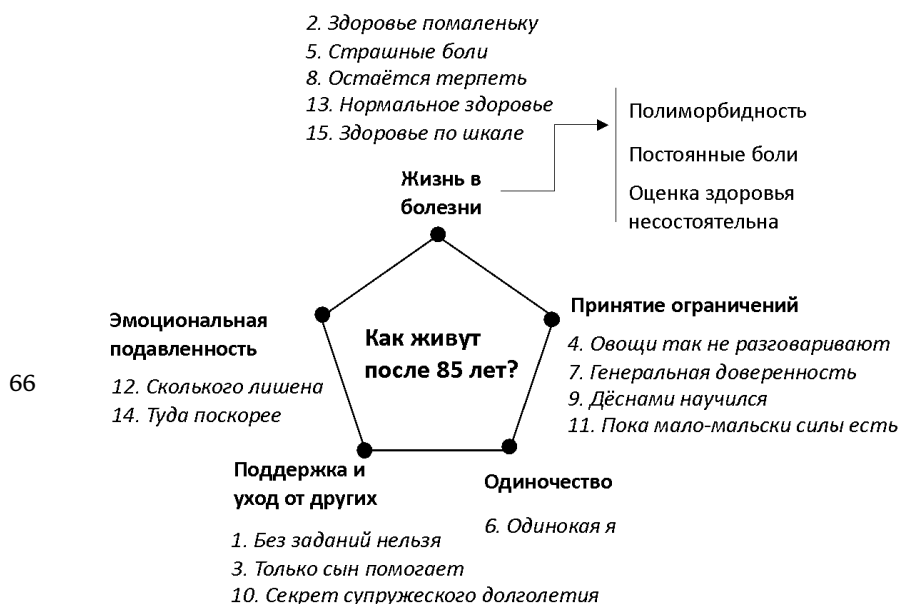 2. Здоровье помаленьку
5. Страшные боли
8. Остаётся терпеть
13. Нормальное здоровье
15. Здоровье по шкале
Полиморбидность
Постоянные боли
Оценка здоровья
несостоятельна
Жизнь в
болезни
Принятие ограничений
4. Овощи так не разговаривают
7. Генеральная доверенность
9. Дёснами научился
11. Пока мало-мальски силы есть
Эмоциональная
подавленность
12. Сколького лишена
14. Туда поскорее
Как живут
после 85 лет?
66
Поддержка и
уход от других
1. Без заданий нельзя
3. Только сын помогает
10. Секрет супружеского долголетия
Одиночество
6. Одинокая я